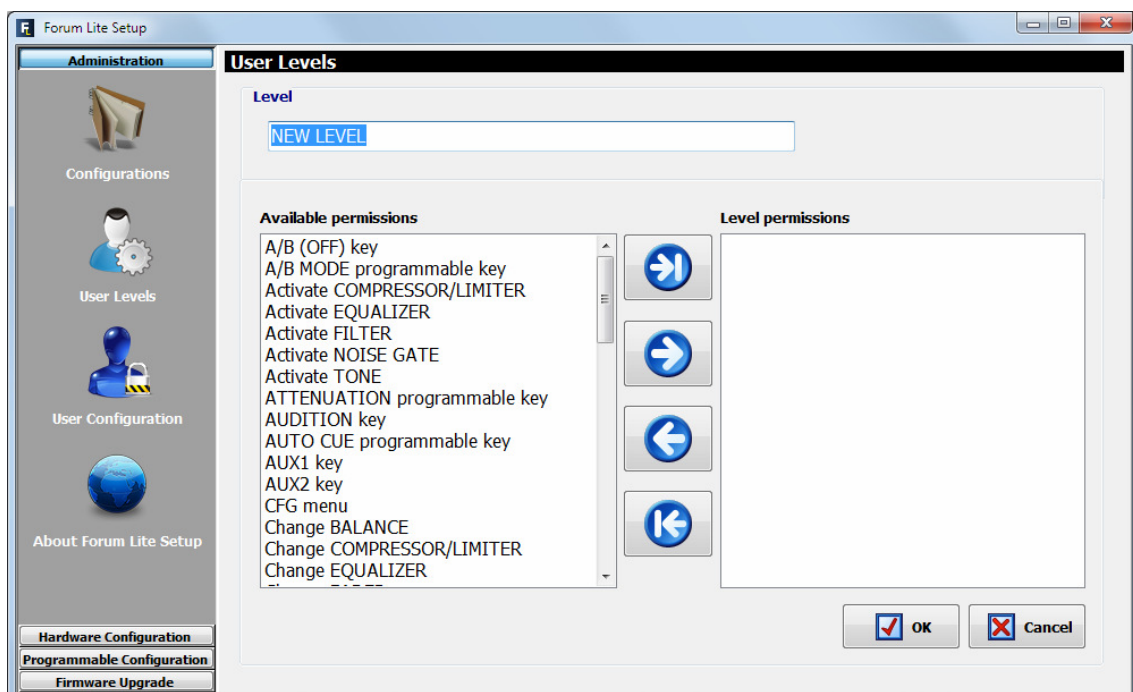 Forum Lite Setup
Administration
Configurations
User Levels
User Configuration
About Forum Lite Setup
Hardware Configuration
Programmable Configuration
Firmware Upgrade
User Levels
Level
NEW LEVEL
Available permissions
A/B (OFF) key
A/B MODE programmable key
Activate COMPRESSOR/LIMITER
Activate EQUALIZER
Activate FILTER
Activate NOISE GATE
Activate TONE
ATTENUATION programmable key
AUDITION key
AUTO CUE programmable key
AUX1 key
AUX2 key
CFG menu
Change BALANCE
Change COMPRESSOR/LIMITER
Change EQUALIZER
Level permissions
OK
Cancel